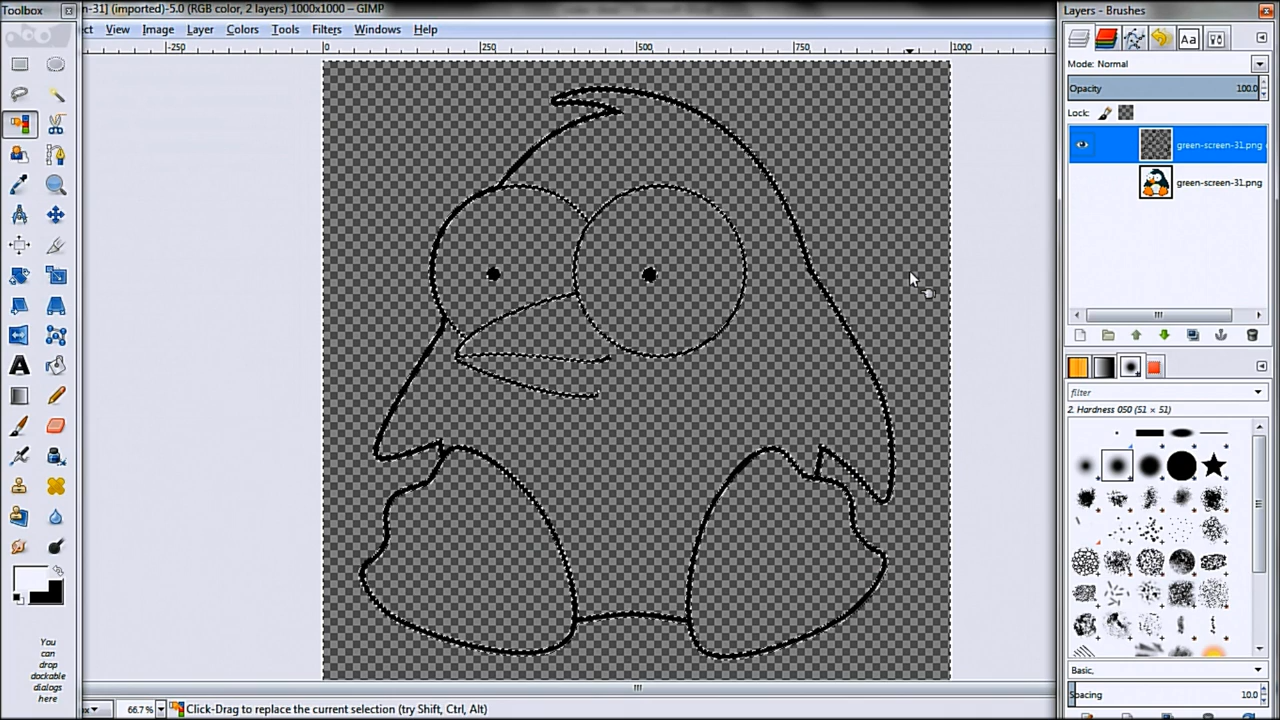 Toolbox
n-31] (imported)-5.0 (RGB color, 2 layers) 1000x1000 – GIMP
Layers - Brushes
ct View Image Layer Colors Tools Filters Windows Help
-250 0 250 500 750 1000
Mode: Normal
Opacity 100.0
Lock:
green-screen-31.png
green-screen-31.png
filter
2. Hardness 050 (51 × 51)
You
can
drop
dockable
dialogs
here
Basic,
Spacing 10.0
66.7% Click-Drag to replace the current selection (try Shift, Ctrl, Alt)